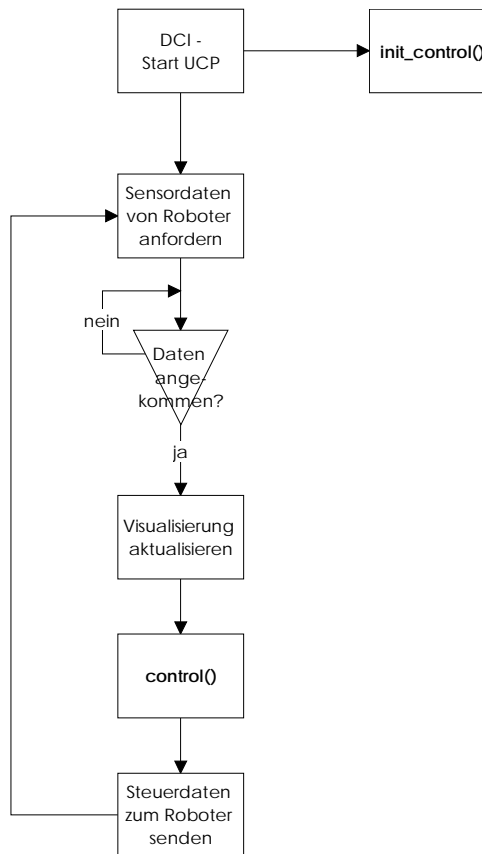 DCI -
Start UCP
init_control()
Sensordaten
von Roboter
anfordern
nein
Daten
ange-
kommen?
ja
Visualisierung
aktualisieren
control()
Steuerdaten
zum Roboter
senden